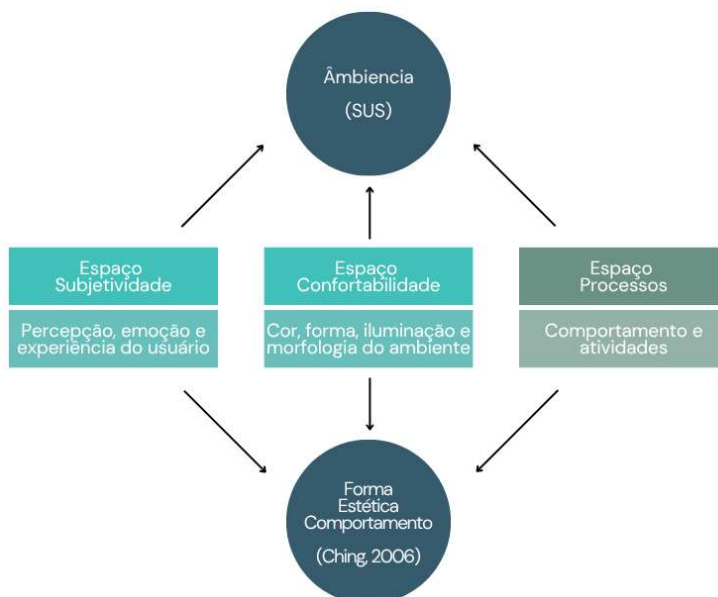 Âmbiencia
(SUS)
Espaço
Subjetividade
Percepção, emoção e
experiência do usuário
Espaço
Confortabilidade
Cor, forma, iluminação e
morfologia do ambiente
Espaço
Processos
Comportamento e
atividades
Forma
Estética
Comportamento
(Ching, 2006)